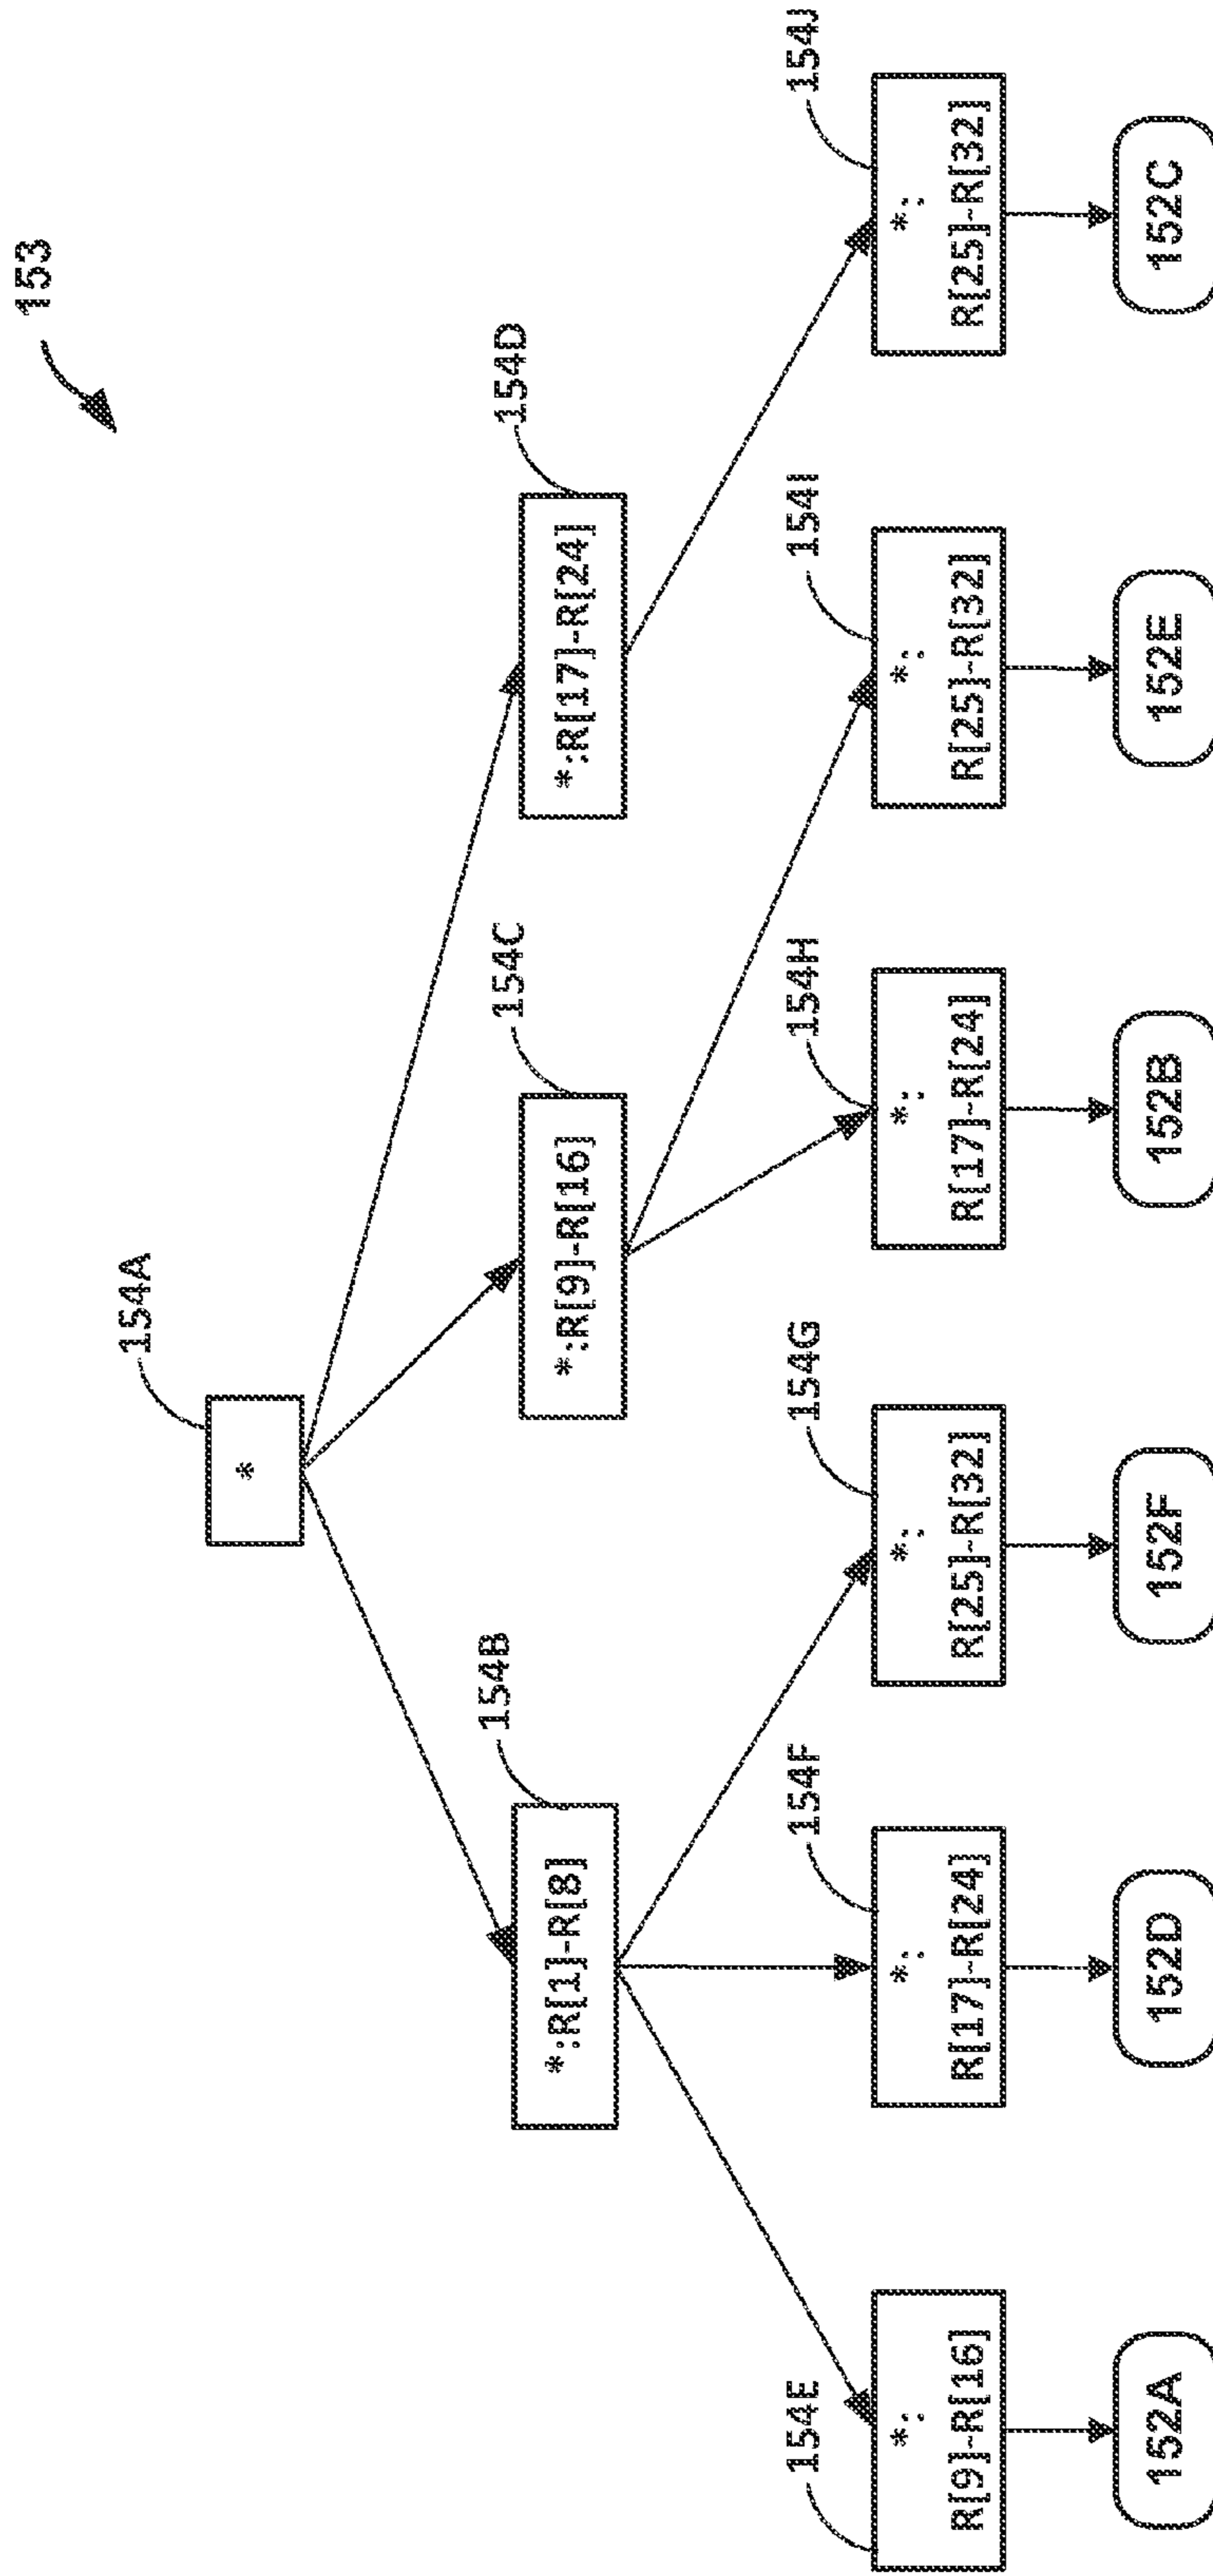 153
154A
*
154B
*:R[1]-R[8]
154C
*:R[9]-R[16]
154D
*:R[17]-R[24]
154E
*:
R[9]-R[16]
154F
*:
R[17]-R[24]
154G
*:
R[25]-R[32]
154H
*:
R[17]-R[24]
154I
*:
R[25]-R[32]
154J
*:
R[25]-R[32]
152A
152D
152F
152B
152E
152C